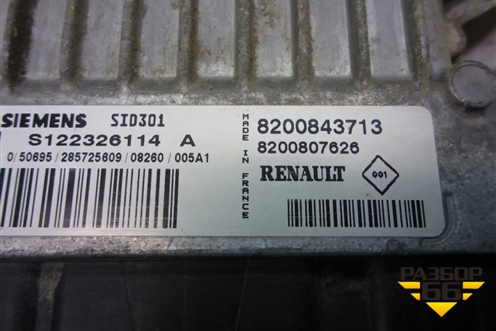 SIEMENS SID301
S122326114 A
0/50695/285725609/08260/005A1
MADE IN FRANCE
8200843713
8200807626
RENAULT
001
РАЗБОР
66